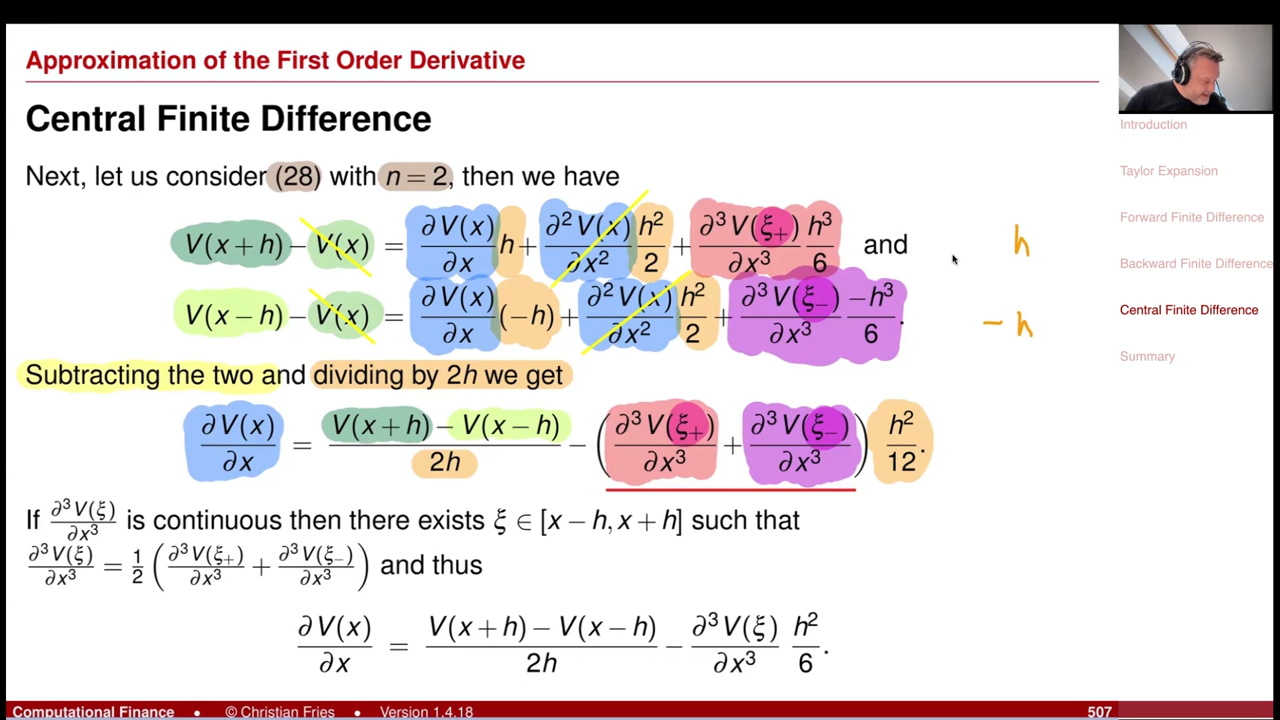 Approximation of the First Order Derivative
Central Finite Difference
Next, let us consider (28) with n = 2, then we have
V(x + h) − V(x) = ∂V(x)/∂x h + ∂²V(x)/∂x² h²/2 + ∂³V(ξ₊)/∂x³ h³/6 and
h
V(x − h) − V(x) = ∂V(x)/∂x (−h) + ∂²V(x)/∂x² h²/2 + ∂³V(ξ₋)/∂x³ −h³/6.
− h
Subtracting the two and dividing by 2h we get
∂V(x)/∂x = V(x + h) − V(x − h)/2h − (∂³V(ξ₊)/∂x³ + ∂³V(ξ₋)/∂x³) h²/12.
If ∂³V(ξ)/∂x³ is continuous then there exists ξ ∈ [x − h, x + h] such that
∂³V(ξ)/∂x³ = 1/2 (∂³V(ξ₊)/∂x³ + ∂³V(ξ₋)/∂x³) and thus
∂V(x)/∂x = V(x + h) − V(x − h)/2h − ∂³V(ξ)/∂x³ h²/6.
Introduction
Taylor Expansion
Forward Finite Difference
Backward Finite Difference
Central Finite Difference
Summary
Computational Finance • © Christian Fries • Version 1.4.18
507